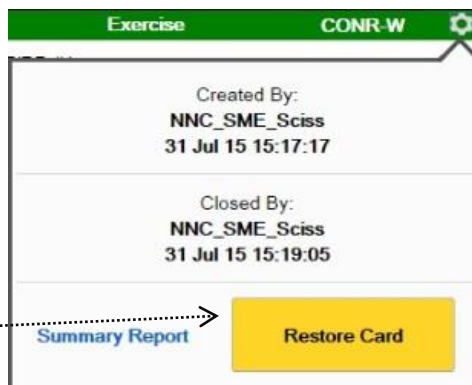 Exercise CONR-W
Created By:
NNC_SME_Sciss
31 Jul 15 15:17:17
Closed By:
NNC_SME_Sciss
31 Jul 15 15:19:05
Summary Report Restore Card